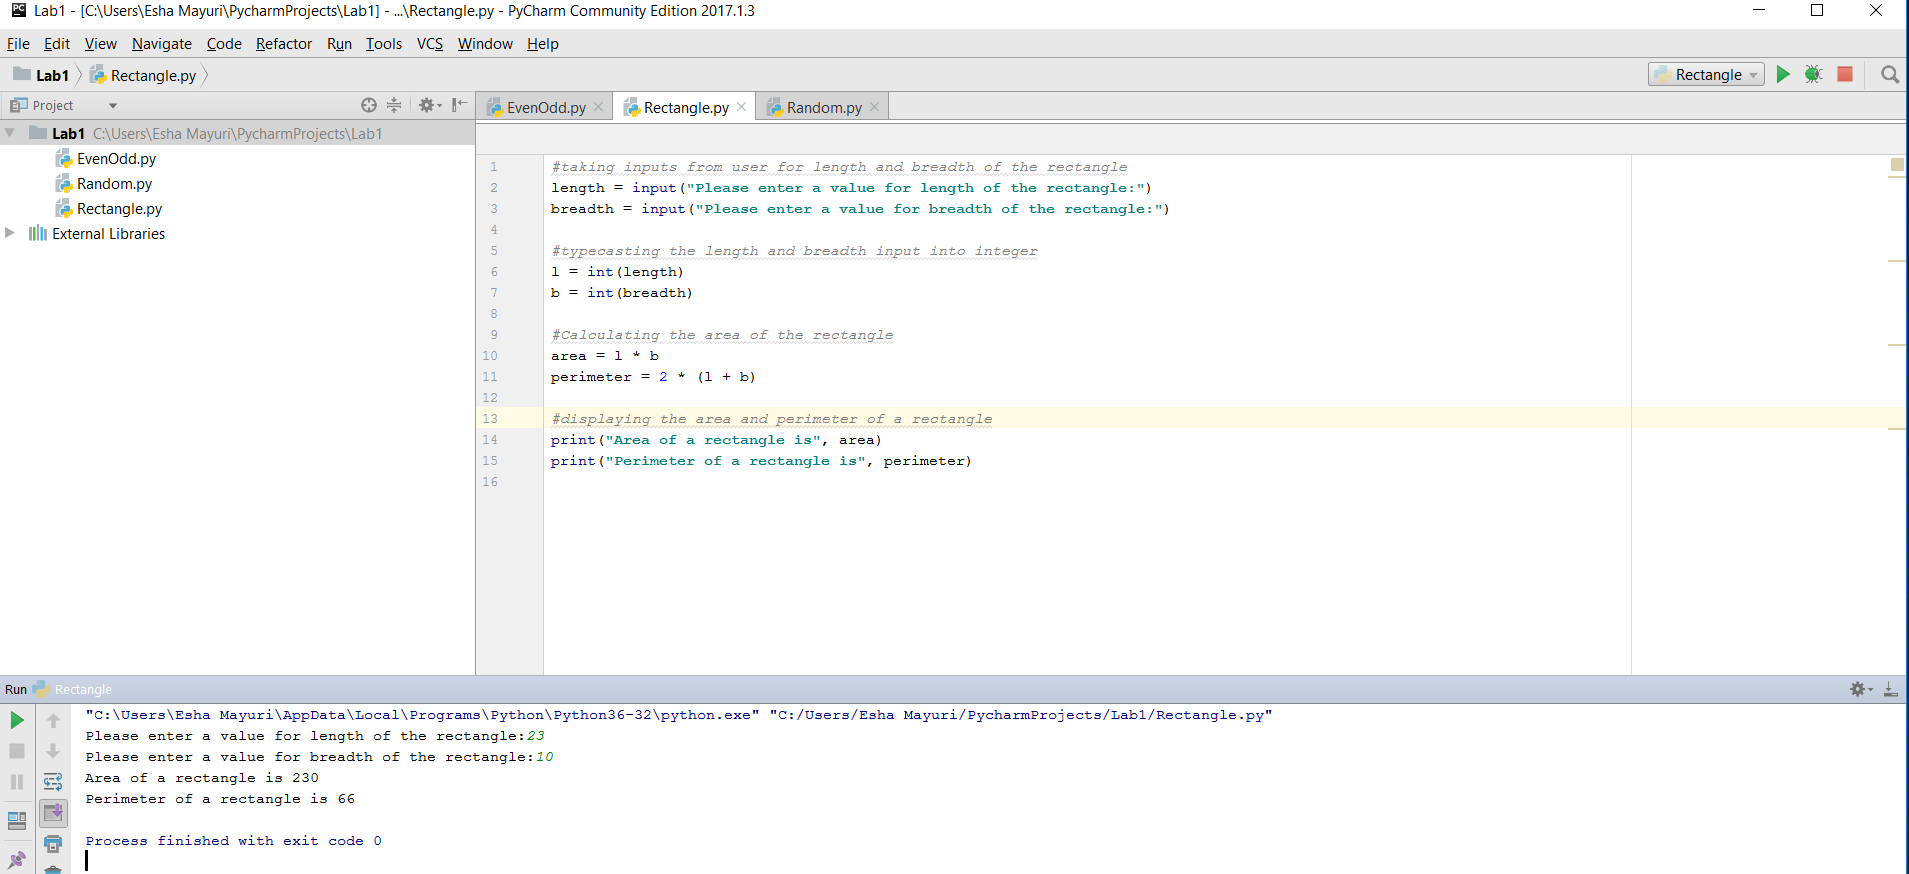 Lab1 - [C:\Users\Esha Mayuri\PycharmProjects\Lab1] - ...\Rectangle.py - PyCharm Community Edition 2017.1.3
File Edit View Navigate Code Refactor Run Tools VCS Window Help
Lab1 Rectangle.py Rectangle
Project EvenOdd.py Rectangle.py Random.py
Lab1 C:\Users\Esha Mayuri\PycharmProjects\Lab1
EvenOdd.py
Random.py
Rectangle.py
External Libraries
1 #taking inputs from user for length and breadth of the rectangle
2 length = input("Please enter a value for length of the rectangle:")
3 breadth = input("Please enter a value for breadth of the rectangle:")
4
5 #typecasting the length and breadth input into integer
6 l = int(length)
7 b = int(breadth)
8
9 #Calculating the area of the rectangle
10 area = l * b
11 perimeter = 2 * (l + b)
12
13 #displaying the area and perimeter of a rectangle
14 print("Area of a rectangle is", area)
15 print("Perimeter of a rectangle is", perimeter)
16
Run Rectangle
"C:\Users\Esha Mayuri\AppData\Local\Programs\Python\Python36-32\python.exe" "C:/Users/Esha Mayuri/PycharmProjects/Lab1/Rectangle.py"
Please enter a value for length of the rectangle:23
Please enter a value for breadth of the rectangle:10
Area of a rectangle is 230
Perimeter of a rectangle is 66
Process finished with exit code 0